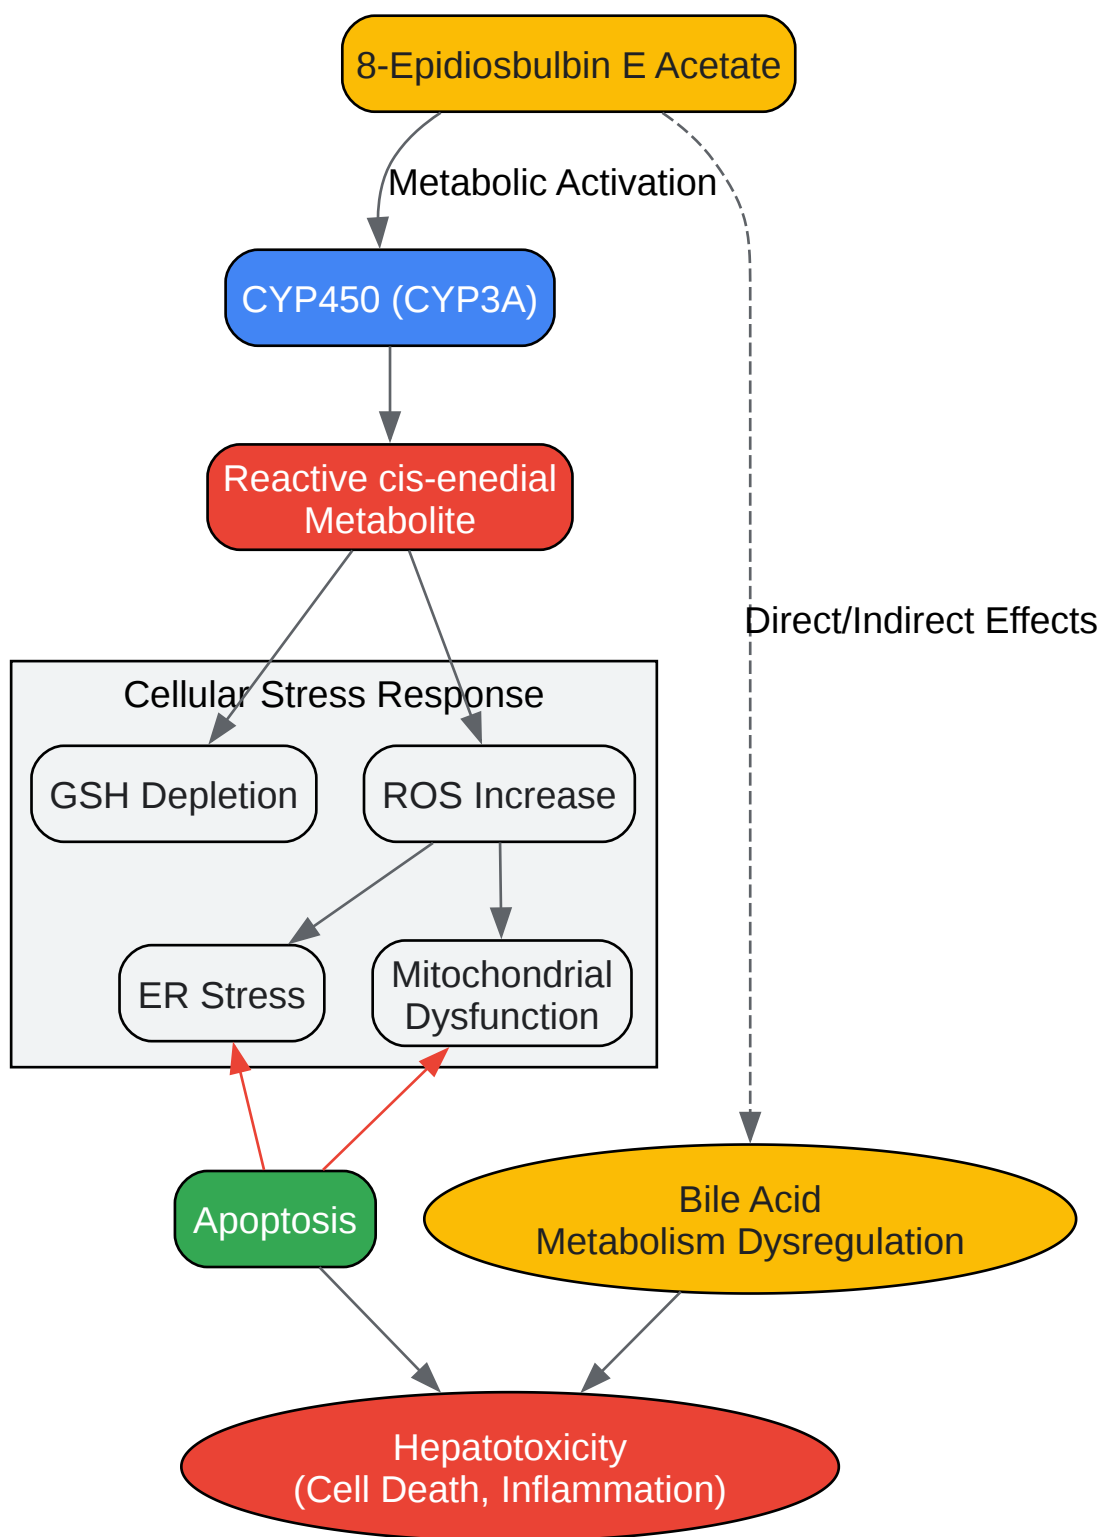 8-Epidiosbulbin E Acetate
Metabolic Activation
CYP450 (CYP3A)
Reactive cis-enedial
Metabolite
Direct/Indirect Effects
Cellular Stress Response
GSH Depletion
ROS Increase
ER Stress
Mitochondrial
Dysfunction
Apoptosis
Bile Acid
Metabolism Dysregulation
Hepatotoxicity
(Cell Death, Inflammation)